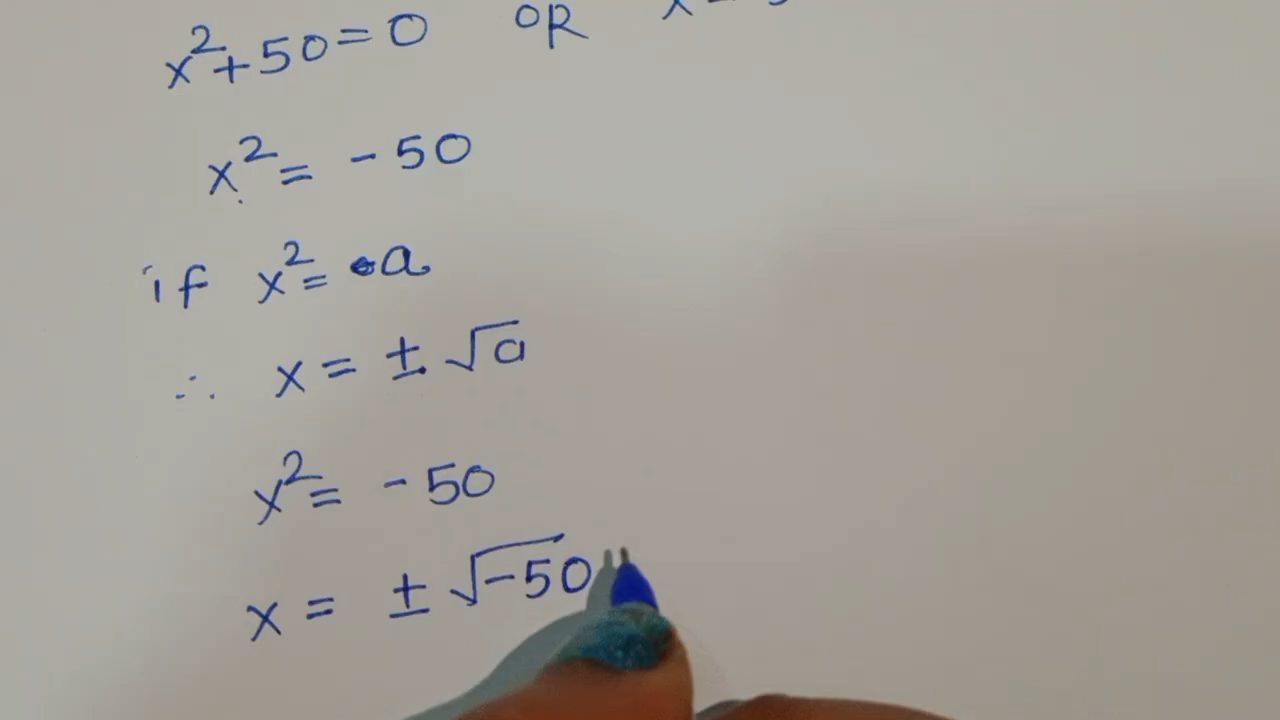 x²+50=0 OR x
x²= -50
if x²= a
∴ x = ± √a
x²= -50
x = ± √-50